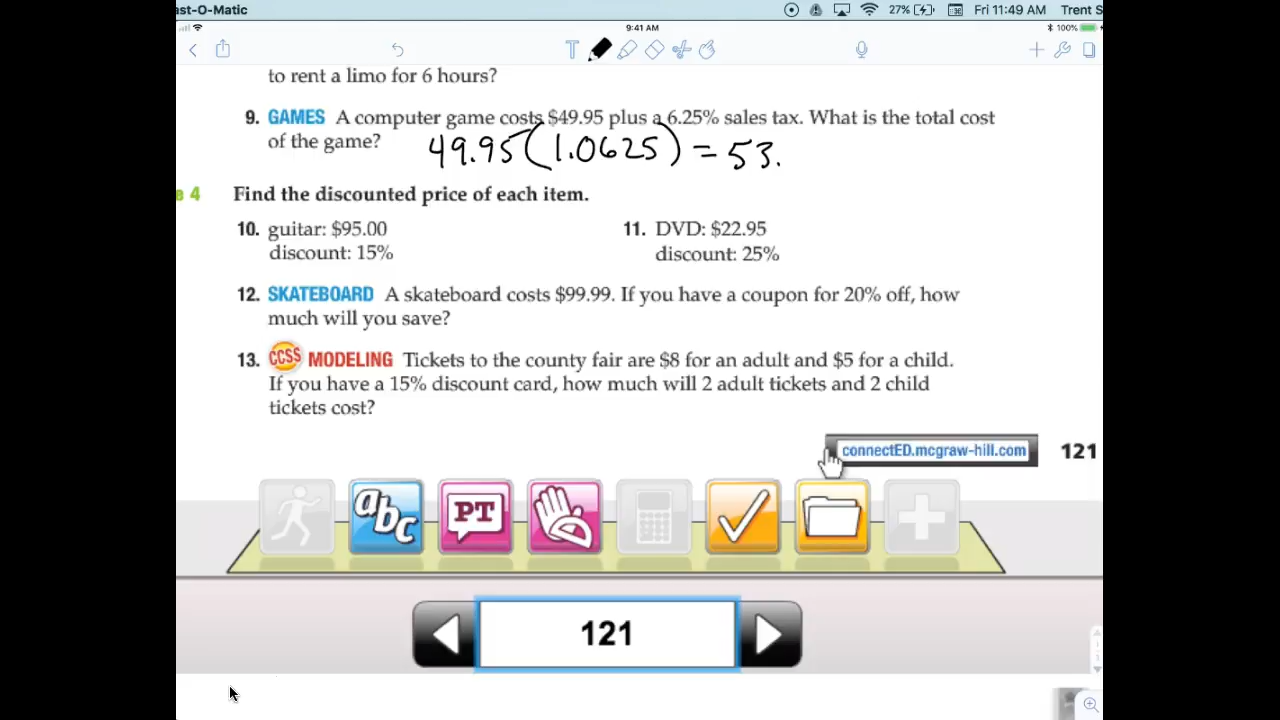 ast-O-Matic 27% Fri 11:49 AM Trent S
9:41 AM 100%
T
to rent a limo for 6 hours?
9. GAMES A computer game costs $49.95 plus a 6.25% sales tax. What is the total cost
of the game?
49.95(1.0625) = 53.
e 4 Find the discounted price of each item.
10. guitar: $95.00
discount: 15%
11. DVD: $22.95
discount: 25%
12. SKATEBOARD A skateboard costs $99.99. If you have a coupon for 20% off, how
much will you save?
13. CCSS MODELING Tickets to the county fair are $8 for an adult and $5 for a child.
If you have a 15% discount card, how much will 2 adult tickets and 2 child
tickets cost?
connectED.mcgraw-hill.com 121
abc PT
121